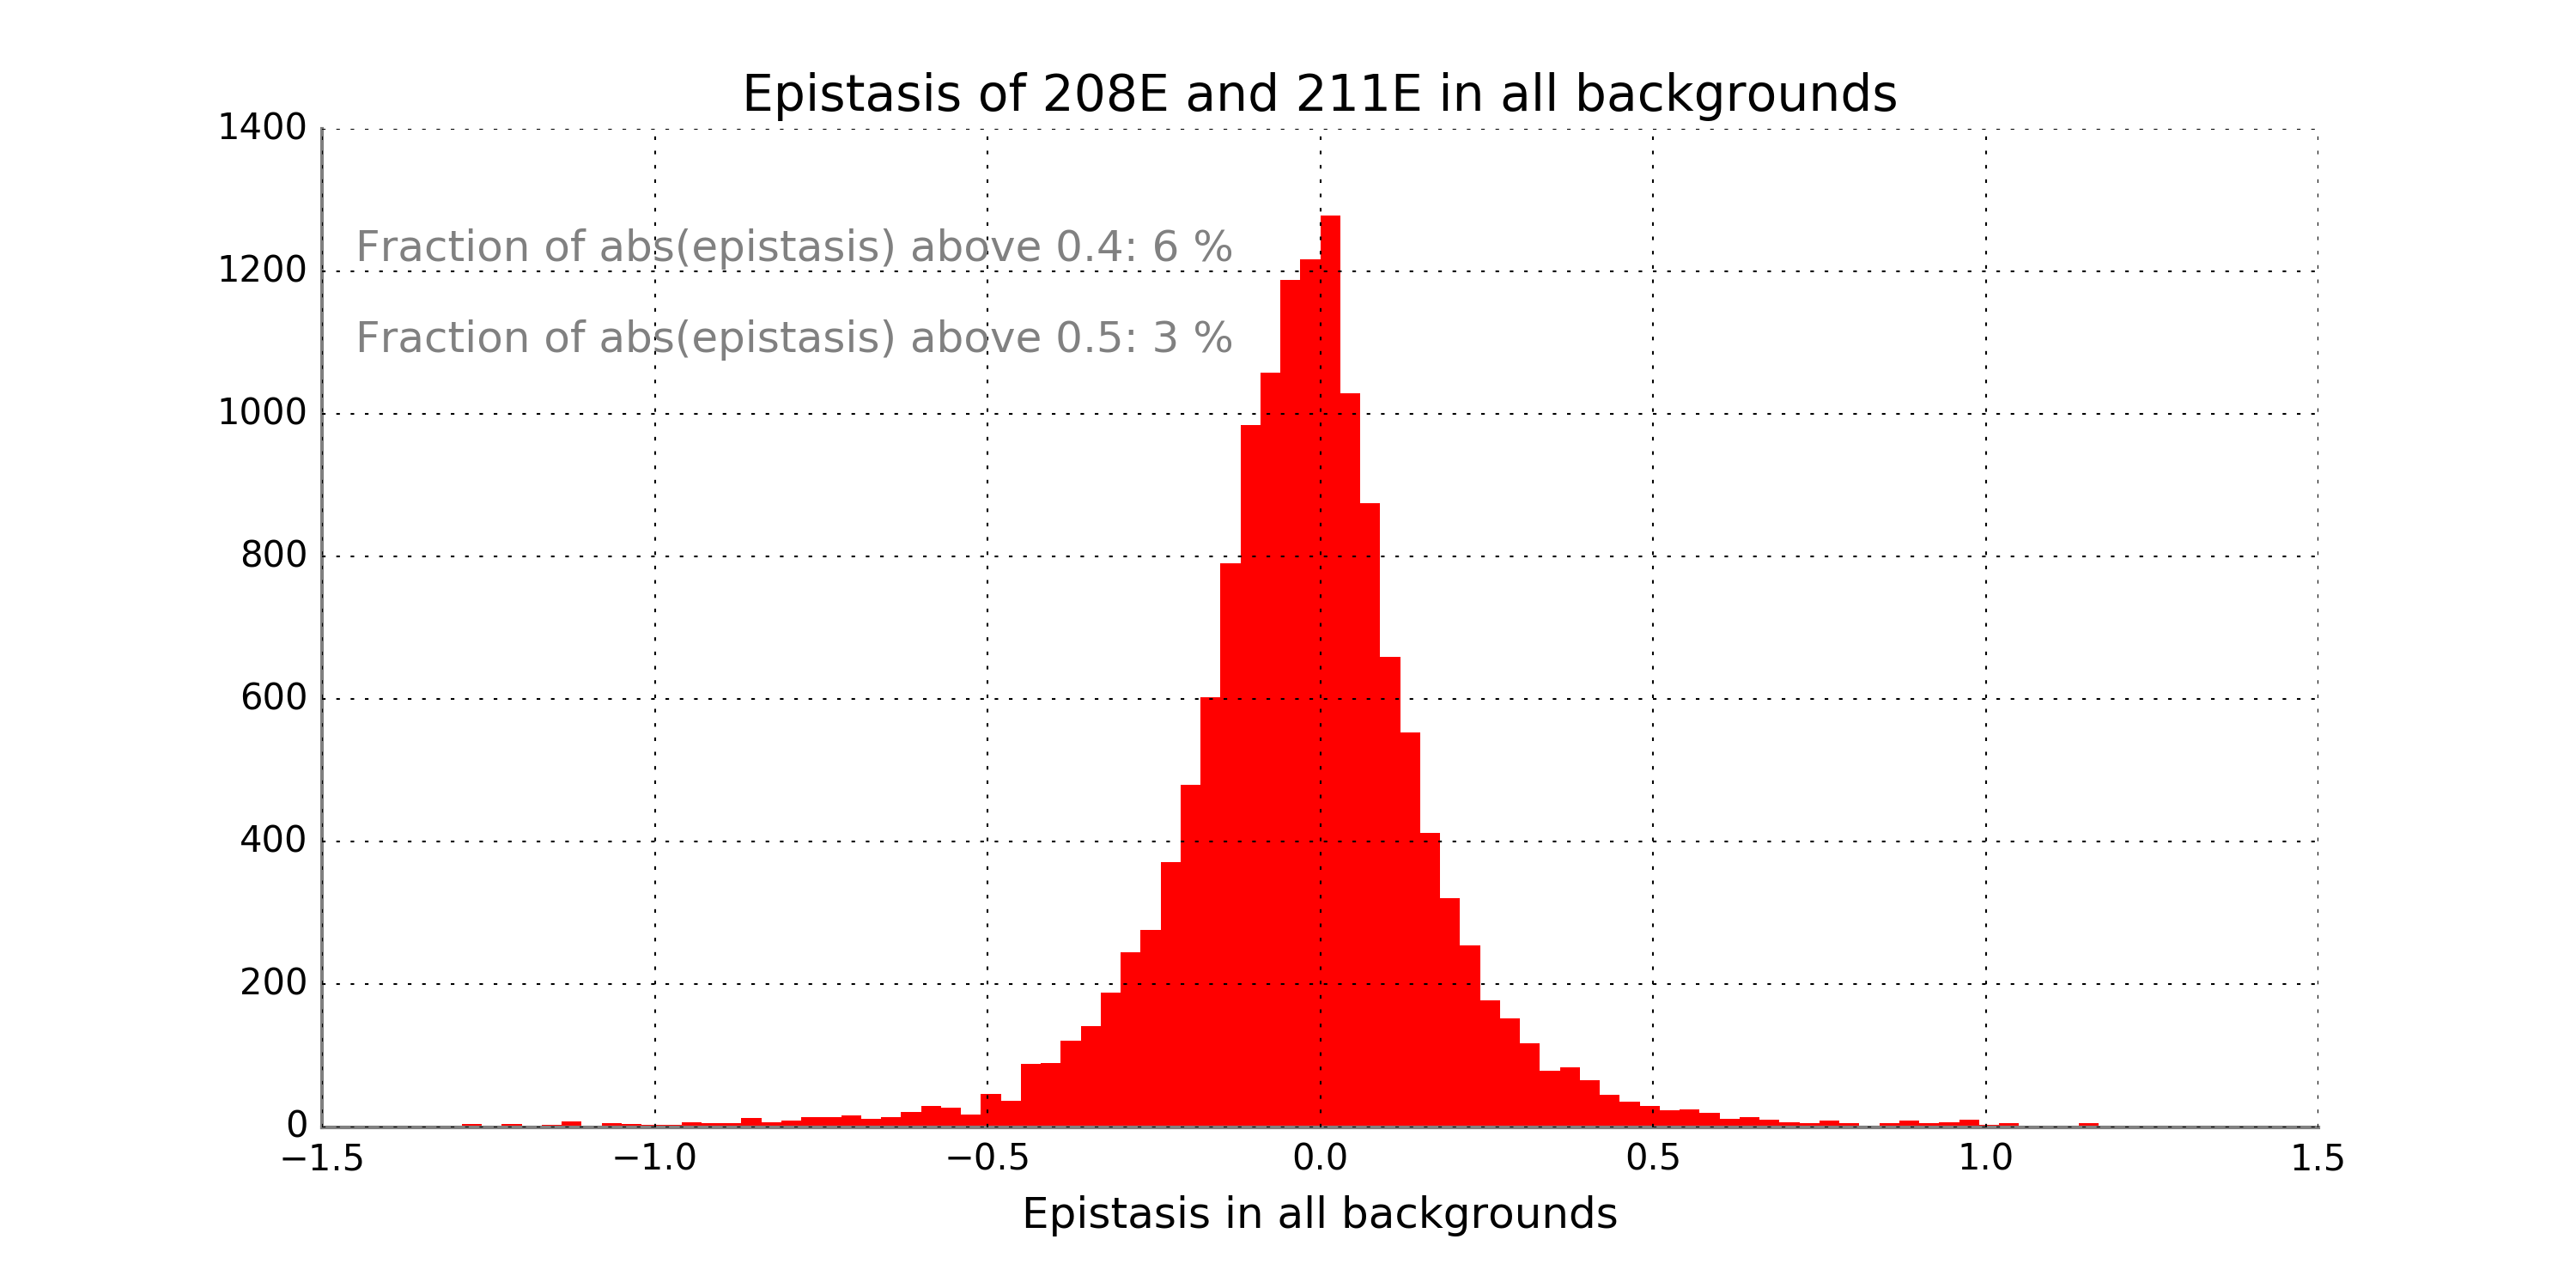 Epistasis of 208E and 211E in all backgrounds
1400
1200
1000
800
600
400
200
0
Fraction of abs(epistasis) above 0.4: 6 %
Fraction of abs(epistasis) above 0.5: 3 %
−1.5 −1.0 −0.5 0.0 0.5 1.0 1.5
Epistasis in all backgrounds